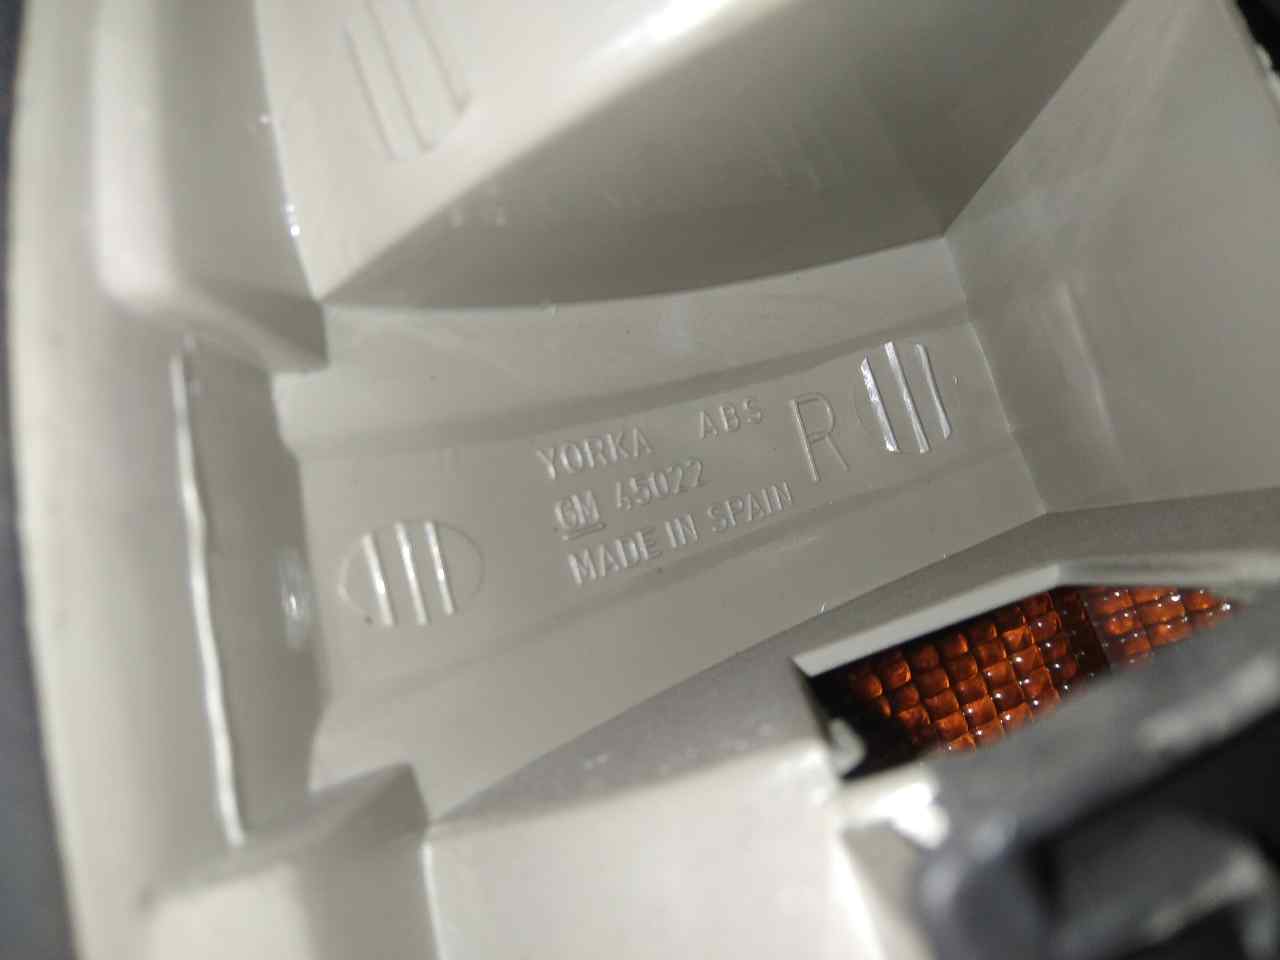 YORKA ABS R
GM 45022
MADE IN SPAIN